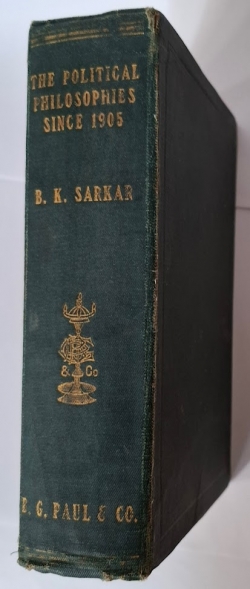 THE POLITICAL
PHILOSOPHIES
SINCE 1905
B. K. SARKAR
& Co
B. G. PAUL & CO.